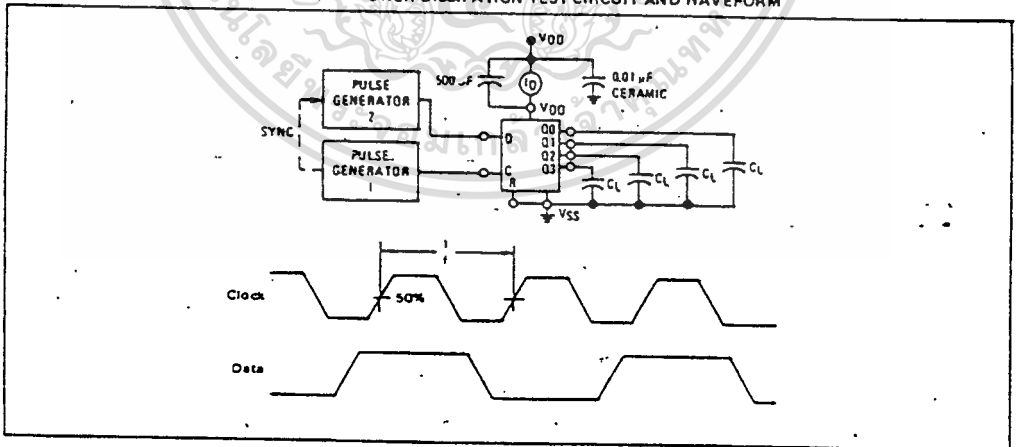 DISSIPATION TEST CIRCUIT AND WAVEFORM
VDD
500 µF
ID
0.01 µF
CERAMIC
VDD
PULSE
GENERATOR
2
SYNC
PULSE
GENERATOR
1
D
C
R
Q0
Q1
Q2
Q3
CL
CL
CL
CL
VSS
1
f
Clock
50%
Data